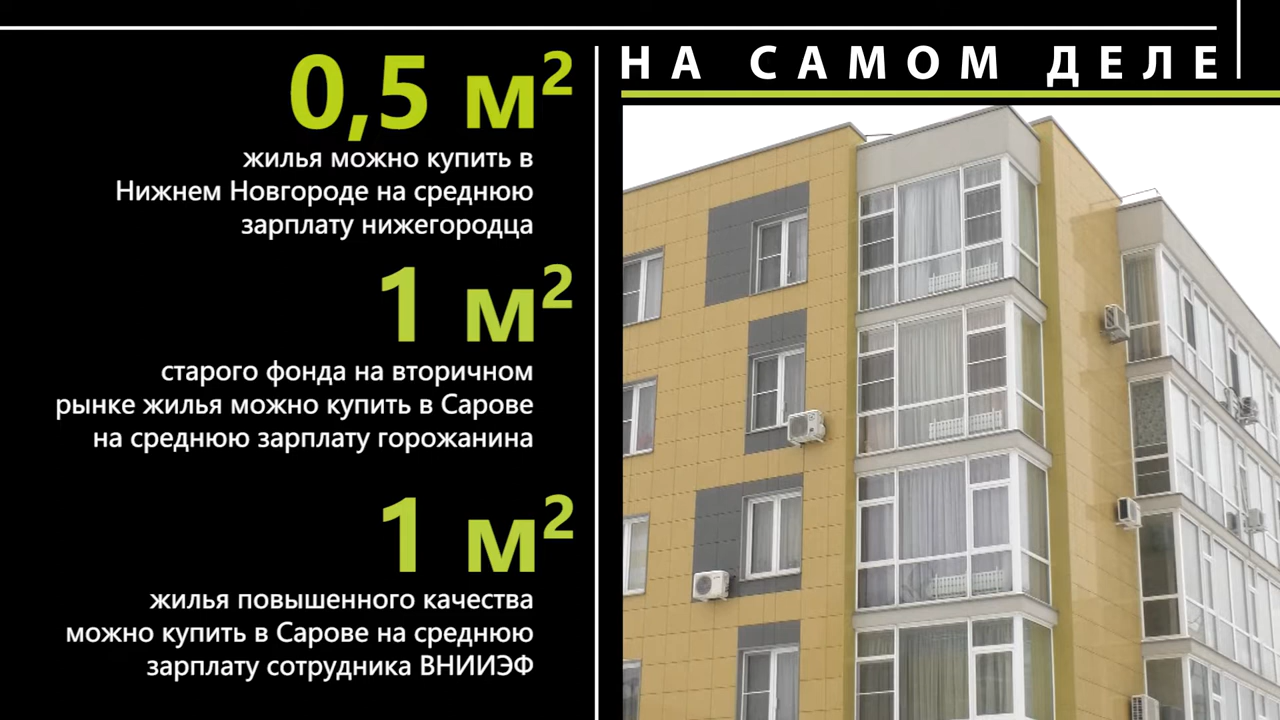 НА САМОМ ДЕЛЕ
0,5 м²
жилья можно купить в
Нижнем Новгороде на среднюю
зарплату нижегородца
1 м²
старого фонда на вторичном
рынке жилья можно купить в Сарове
на среднюю зарплату горожанина
1 м²
жилья повышенного качества
можно купить в Сарове на среднюю
зарплату сотрудника ВНИИЭФ